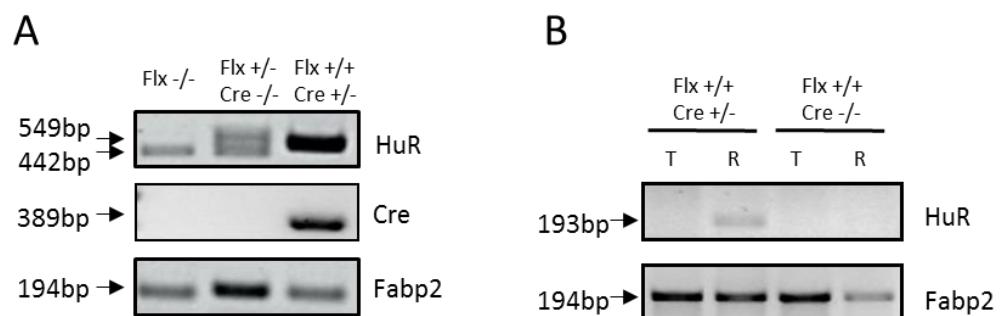 A
Flx -/-
Flx +/-
Cre -/-
Flx +/+
Cre +/-
549bp
442bp
HuR
389bp
Cre
194bp
Fabp2
B
Flx +/+
Cre +/-
Flx +/+
Cre -/-
T R T R
193bp
HuR
194bp
Fabp2